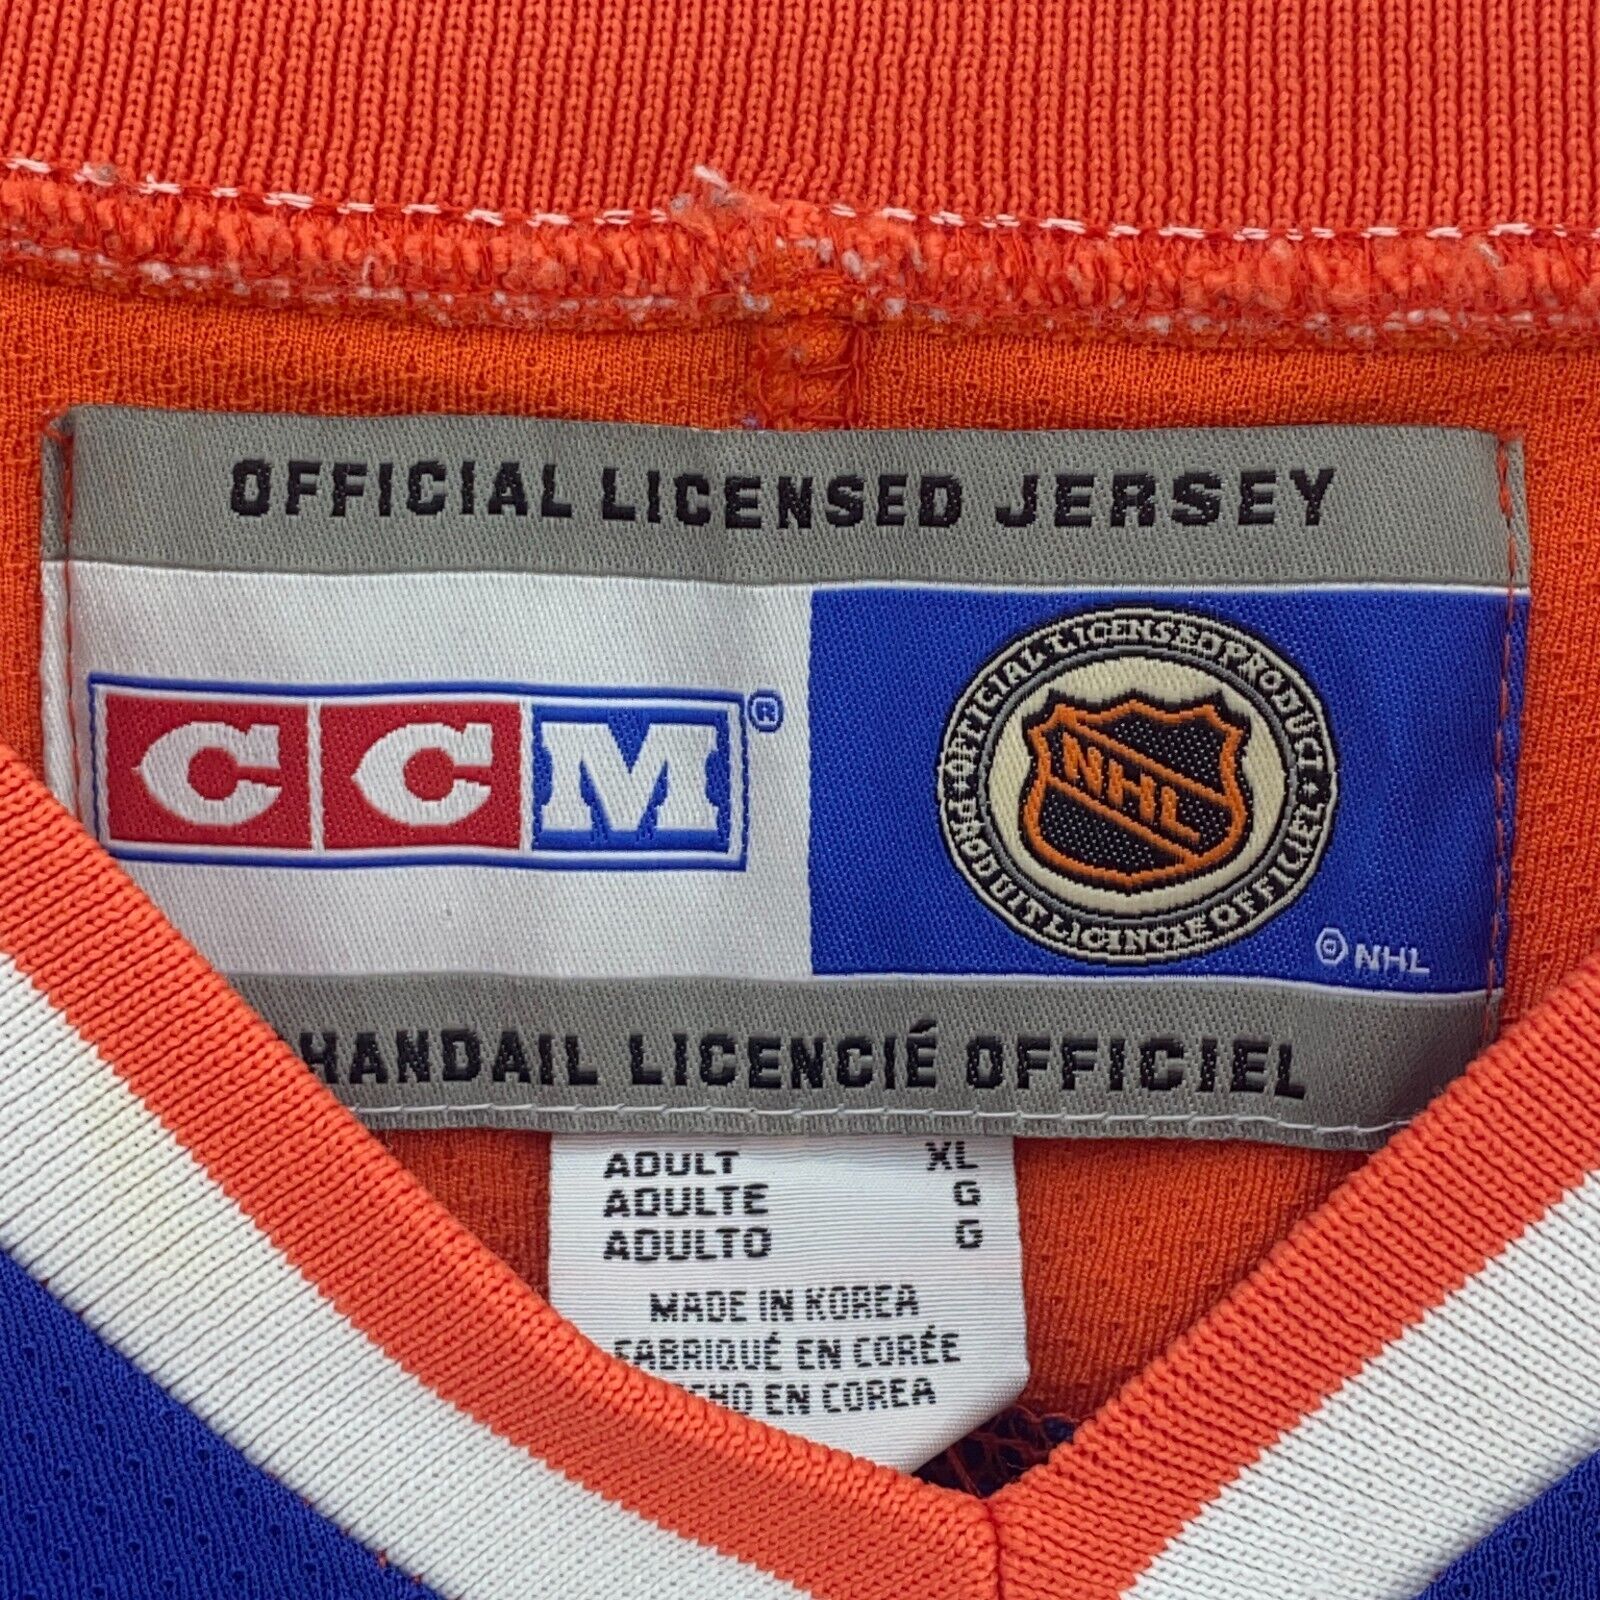 OFFICIAL LICENSED JERSEY
CCM®
OFFICIAL LICENSED PRODUCT
NHL
PRODUIT LICENCIÉ OFFICIEL
© NHL
HANDAIL LICENCIÉ OFFICIEL
ADULT XL
ADULTE G
ADULTO G
MADE IN KOREA
FABRIQUÉ EN CORÉE
HO EN COREA